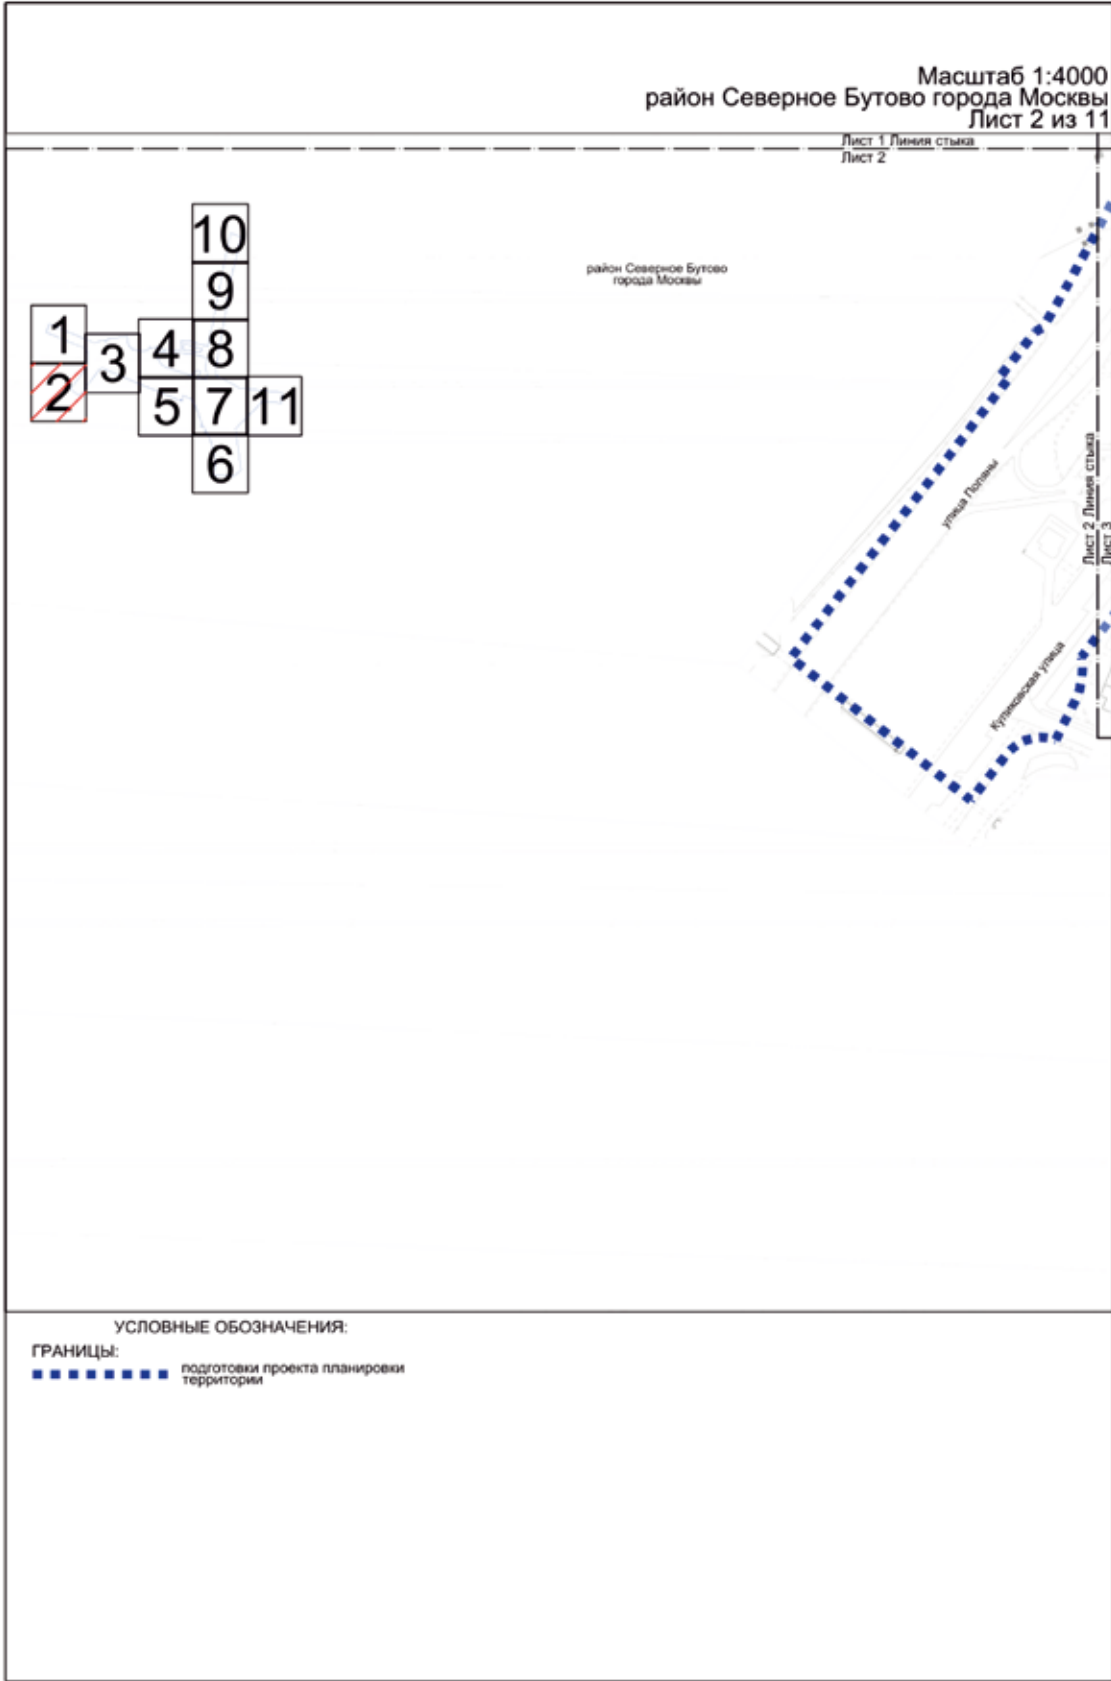 Масштаб 1:4000
район Северное Бутово города Москвы
Лист 2 из 11
Лист 1 Линия стыка
Лист 2
10
9
1
3
4
8
2
5
7
11
6
район Северное Бутово
города Москвы
улица Поляны
Лист 2 Линия стыка
Лист 3
Куликовская улица
УСЛОВНЫЕ ОБОЗНАЧЕНИЯ:
ГРАНИЦЫ:
подготовки проекта планировки
территории